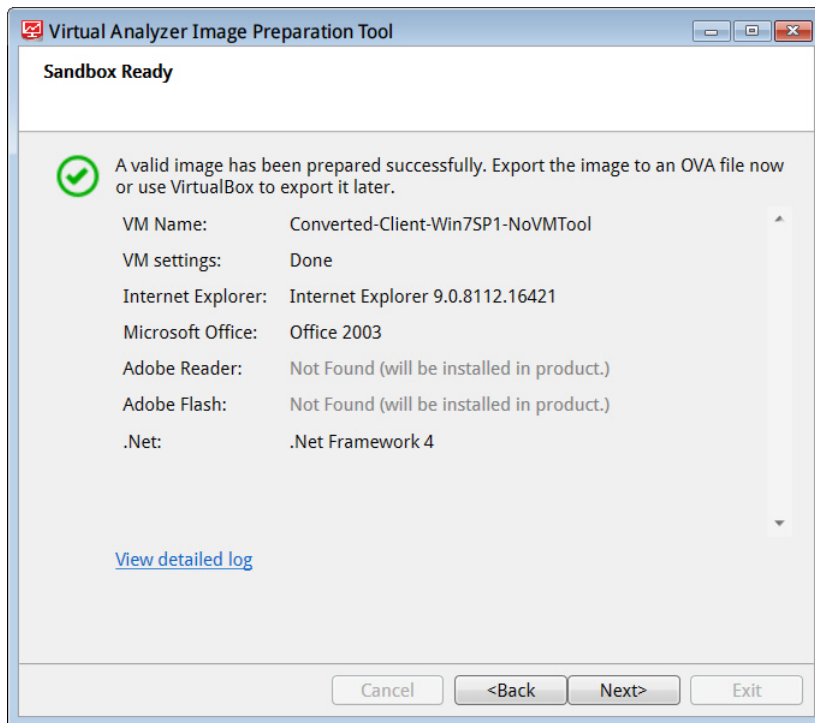 Virtual Analyzer Image Preparation Tool
Sandbox Ready
A valid image has been prepared successfully. Export the image to an OVA file now
or use VirtualBox to export it later.
VM Name: Converted-Client-Win7SP1-NoVMTool
VM settings: Done
Internet Explorer: Internet Explorer 9.0.8112.16421
Microsoft Office: Office 2003
Adobe Reader: Not Found (will be installed in product.)
Adobe Flash: Not Found (will be installed in product.)
.Net: .Net Framework 4
View detailed log
Cancel <Back Next> Exit